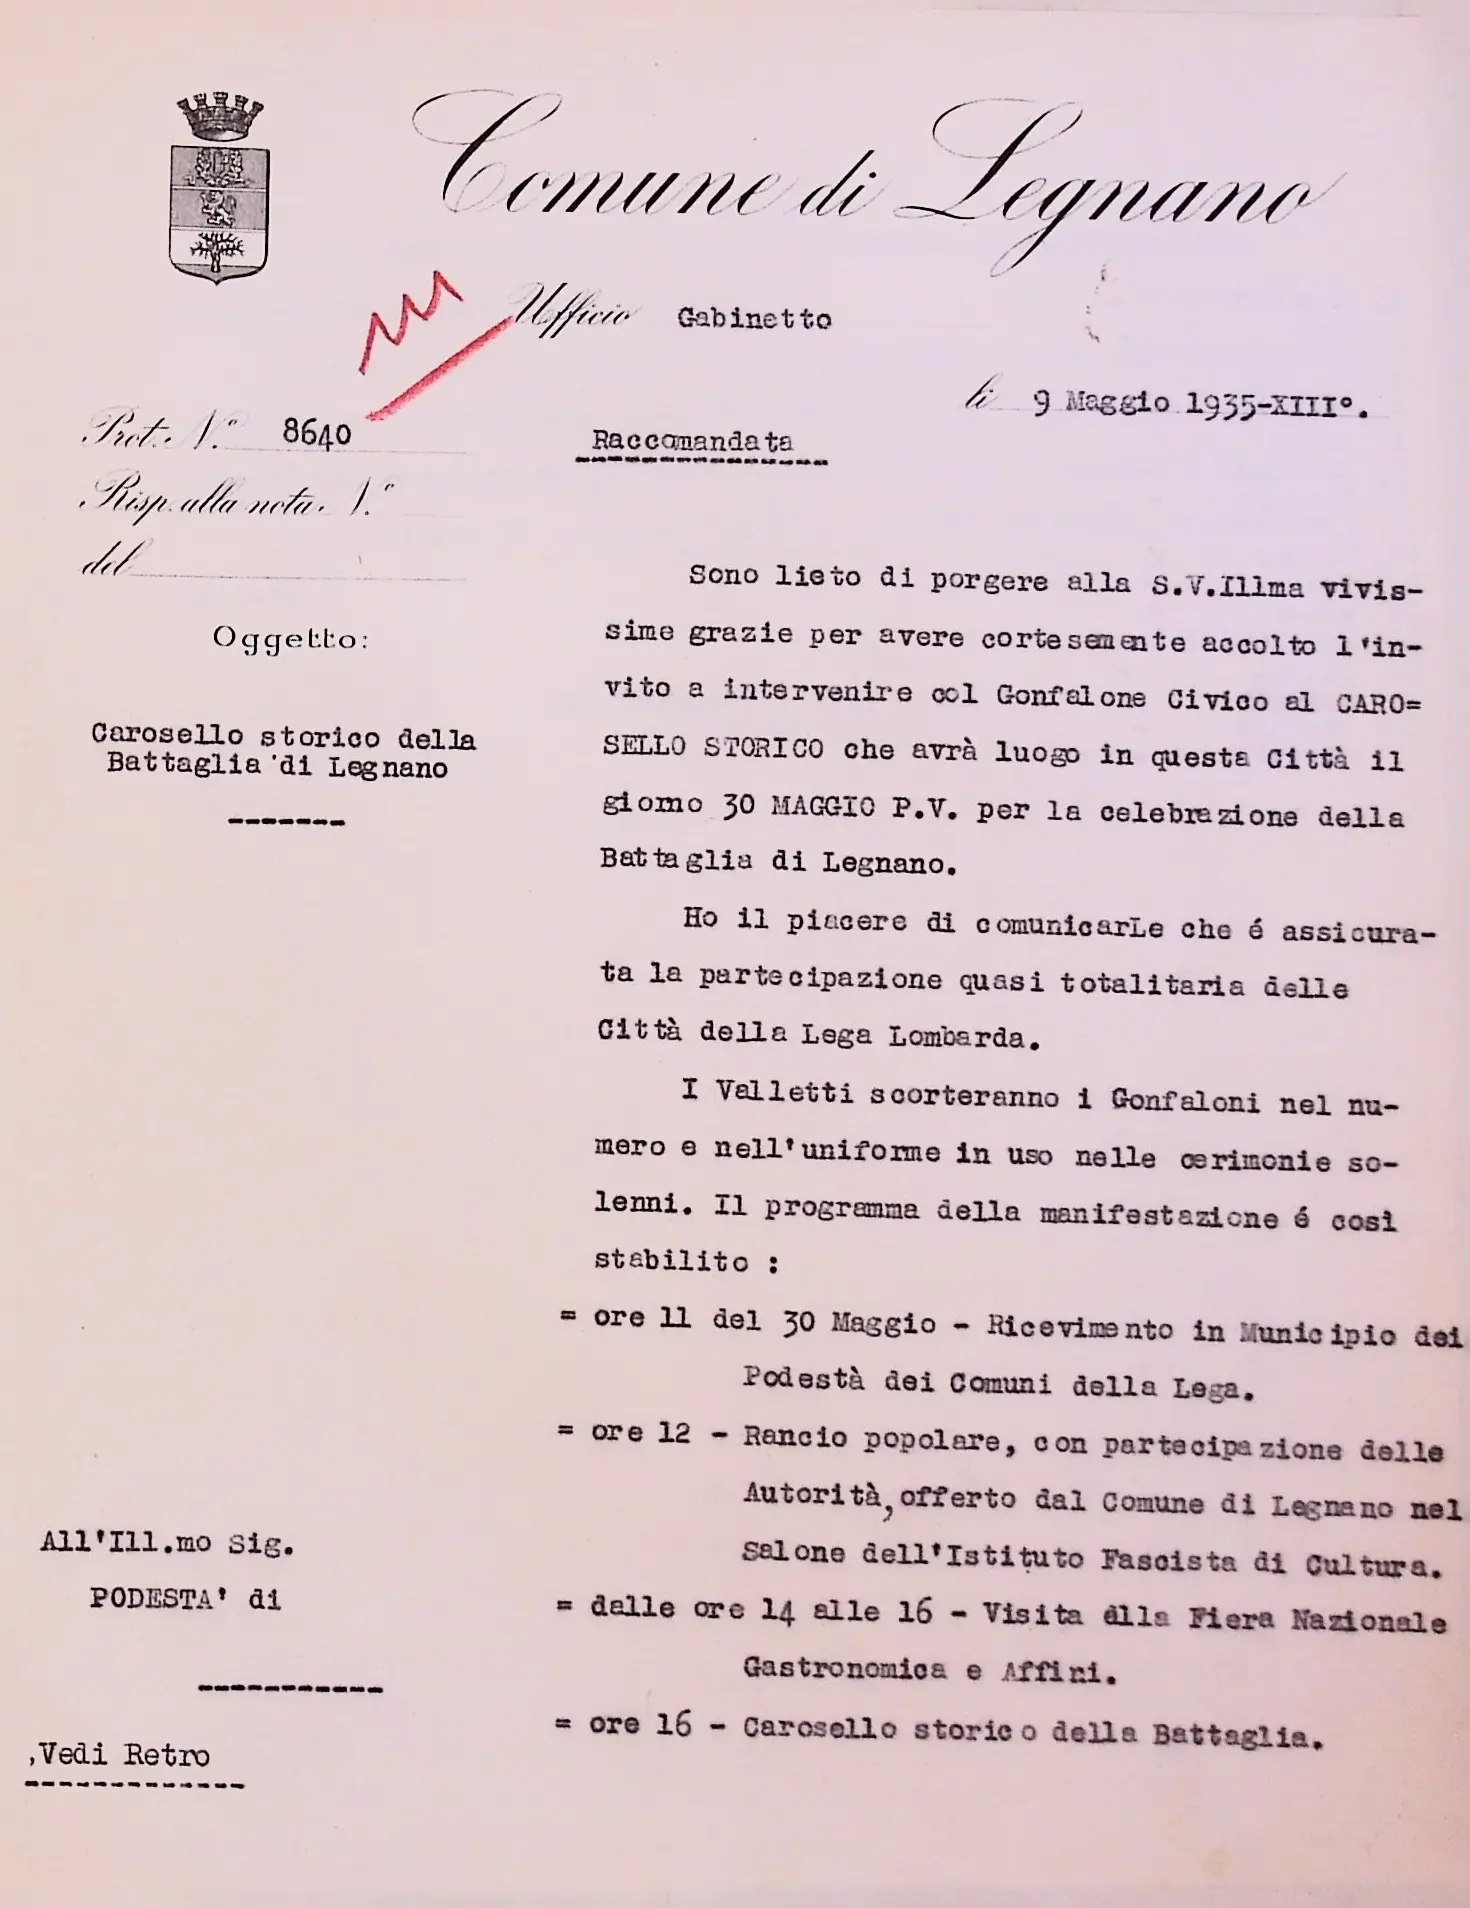 Comune di Legnano
Ufficio Gabinetto
li 9 Maggio 1935-XIII°.
Prot. N.° 8640
Raccomandata
Risp. alla nota N.°
del
Oggetto:
Carosello storico della
Battaglia di Legnano
Sono lieto di porgere alla S.V.Illma vivis-
sime grazie per avere cortesemente accolto l'in-
vito a intervenire col Gonfalone Civico al CARO=
SELLO STORICO che avrà luogo in questa Città il
giorno 30 MAGGIO P.V. per la celebrazione della
Battaglia di Legnano.
Ho il piacere di comunicarLe che é assicura-
ta la partecipazione quasi totalitaria delle
Città della Lega Lombarda.
I Valletti scorteranno i Gonfaloni nel nu-
mero e nell'uniforme in uso nelle cerimonie so-
lenni. Il programma della manifestazione é così
stabilito :
= ore 11 del 30 Maggio - Ricevimento in Municipio dei
Podestà dei Comuni della Lega.
= ore 12 - Rancio popolare, con partecipazione delle
Autorità, offerto dal Comune di Legnano nel
salone dell'Istituto Fascista di Cultura.
= dalle ore 14 alle 16 - Visita alla Fiera Nazionale
Gastronomica e Affini.
= ore 16 - Carosello storico della Battaglia.
All'Ill.mo Sig.
PODESTA' di
Vedi Retro